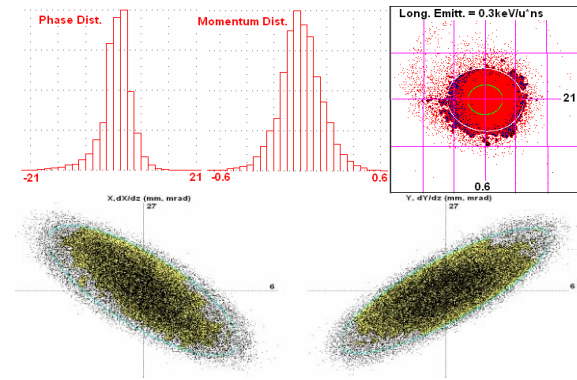 Phase Dist.
Momentum Dist.
Long. Emitt. = 0.3keV/u*ns
-21
21
-0.6
0.6
21
0.6
X,dX/dz (mm, mrad)
27
6
Y, dY/dz (mm, mrad)
27
6